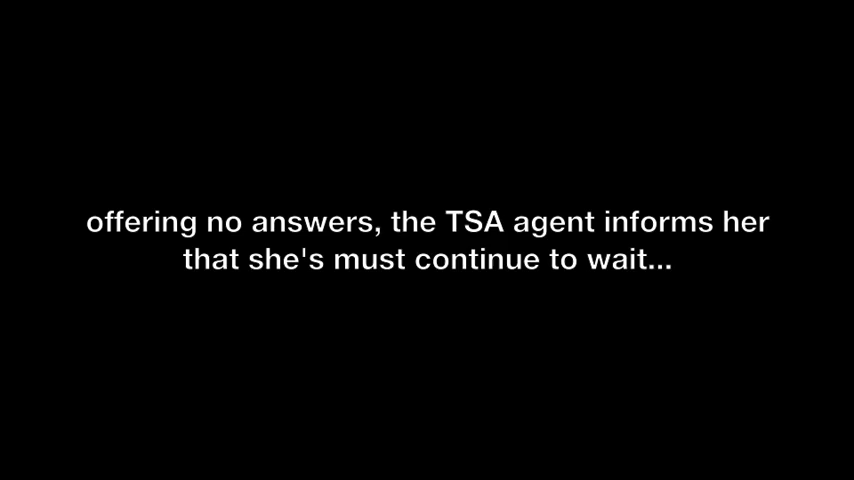 offering no answers, the TSA agent informs her
that she's must continue to wait...